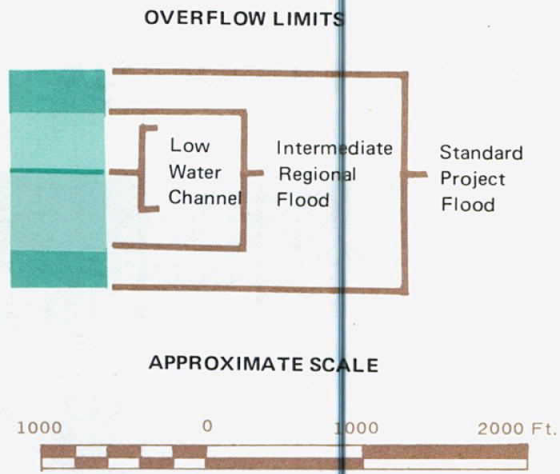 OVERFLOW LIMITS
Low
Water
Channel
Intermediate
Regional
Flood
Standard
Project
Flood
APPROXIMATE SCALE
1000 0 1000 2000 Ft.